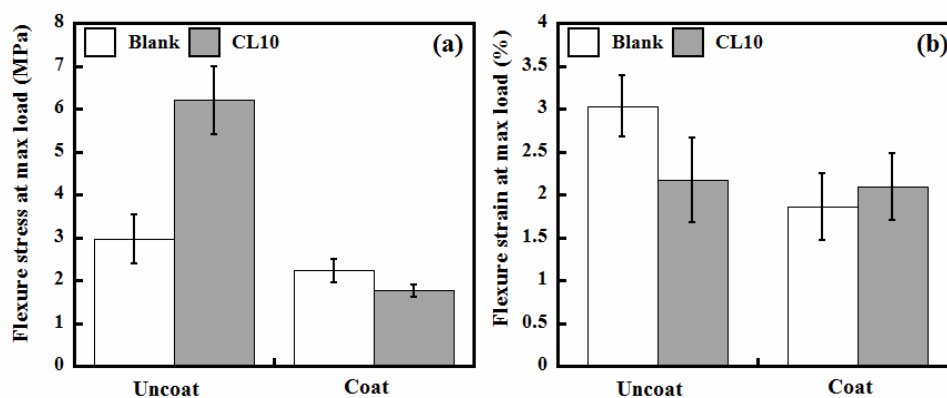 Flexure stress at max load (MPa)
8
7
6
5
4
3
2
1
0
Blank
CL10
(a)
Uncoat
Coat
Flexure strain at max load (%)
4
3.5
3
2.5
2
1.5
1
0.5
0
Blank
CL10
(b)
Uncoat
Coat